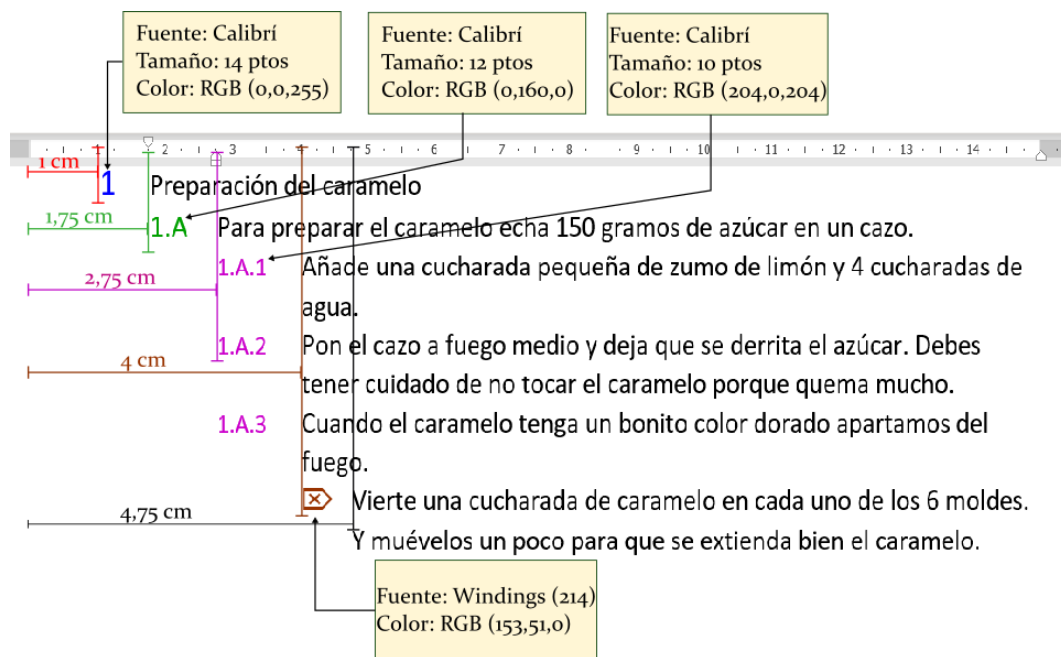 Fuente: Calibrí
Tamaño: 14 ptos
Color: RGB (0,0,255)
Fuente: Calibrí
Tamaño: 12 ptos
Color: RGB (0,160,0)
Fuente: Calibrí
Tamaño: 10 ptos
Color: RGB (204,0,204)
1 2 3 4 5 6 7 8 9 10 11 12 13 14
1 cm
1 Preparación del caramelo
1,75 cm
1.A Para preparar el caramelo echa 150 gramos de azúcar en un cazo.
2,75 cm
1.A.1 Añade una cucharada pequeña de zumo de limón y 4 cucharadas de
agua.
4 cm
1.A.2 Pon el cazo a fuego medio y deja que se derrita el azúcar. Debes
tener cuidado de no tocar el caramelo porque quema mucho.
1.A.3 Cuando el caramelo tenga un bonito color dorado apartamos del
fuego.
Vierte una cucharada de caramelo en cada uno de los 6 moldes.
4,75 cm
Y muévelos un poco para que se extienda bien el caramelo.
Fuente: Windings (214)
Color: RGB (153,51,0)